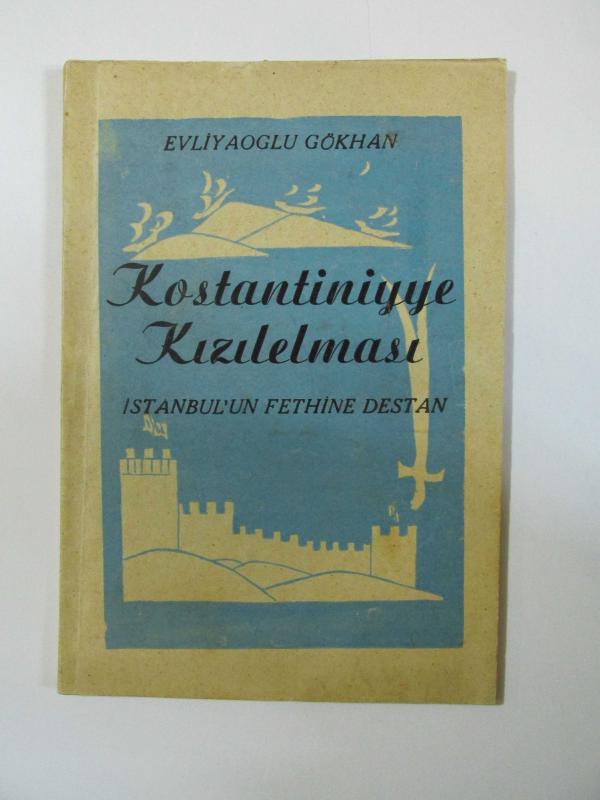 EVLİYAOGLU GÖKHAN
Kostantiniyye
Kızılelması
İSTANBUL'UN FETHİNE DESTAN